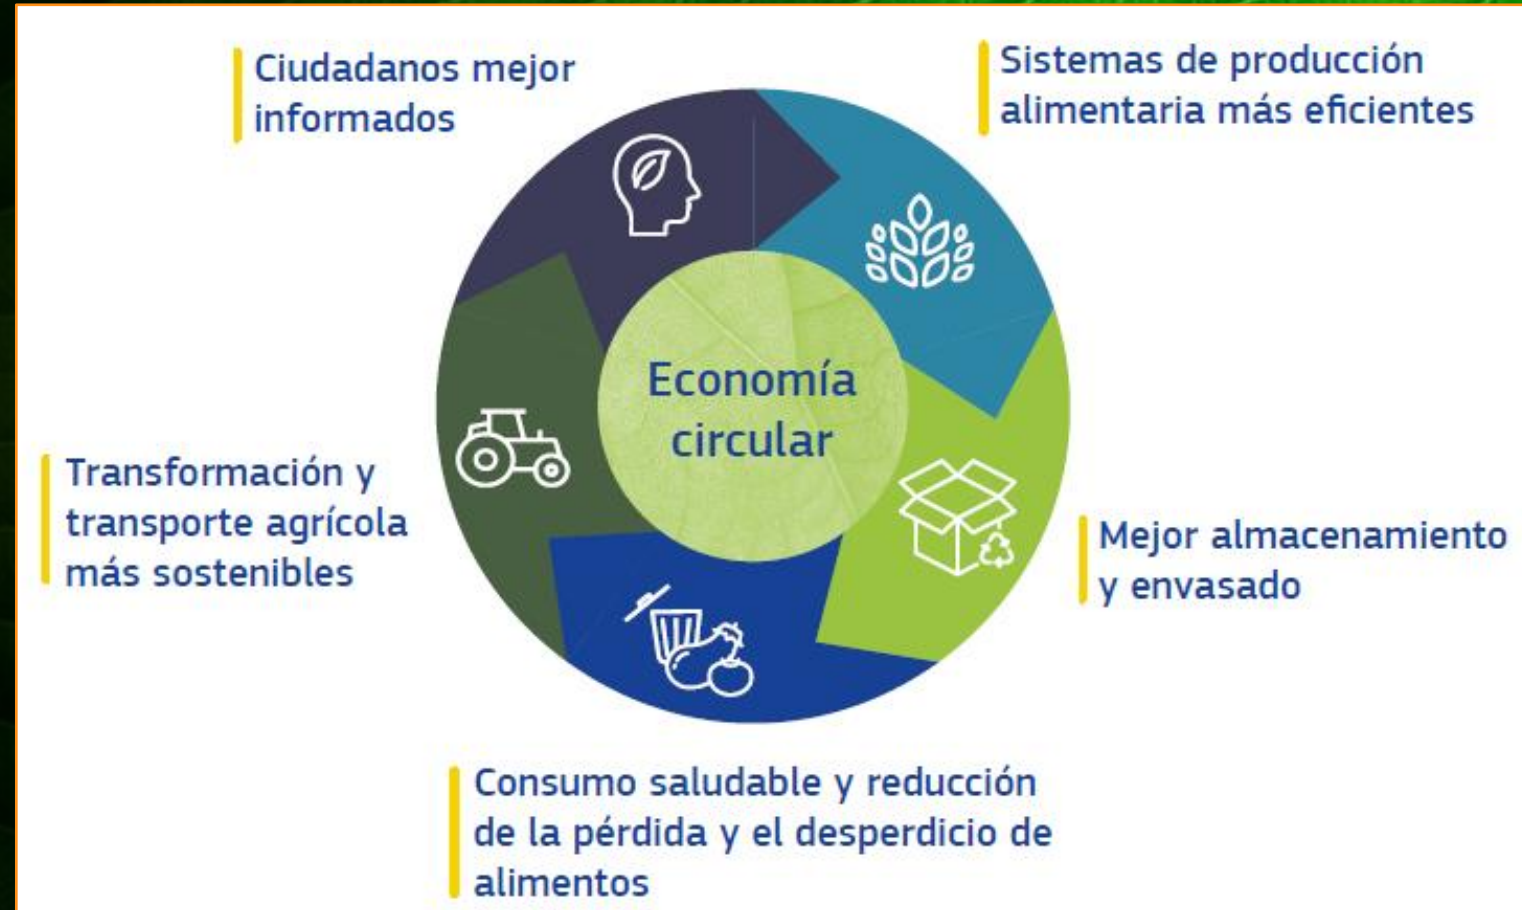 Ciudadanos mejor
informados
Sistemas de producción
alimentaria más eficientes
Economía
circular
Transformación y
transporte agrícola
más sostenibles
Mejor almacenamiento
y envasado
Consumo saludable y reducción
de la pérdida y el desperdicio de
alimentos